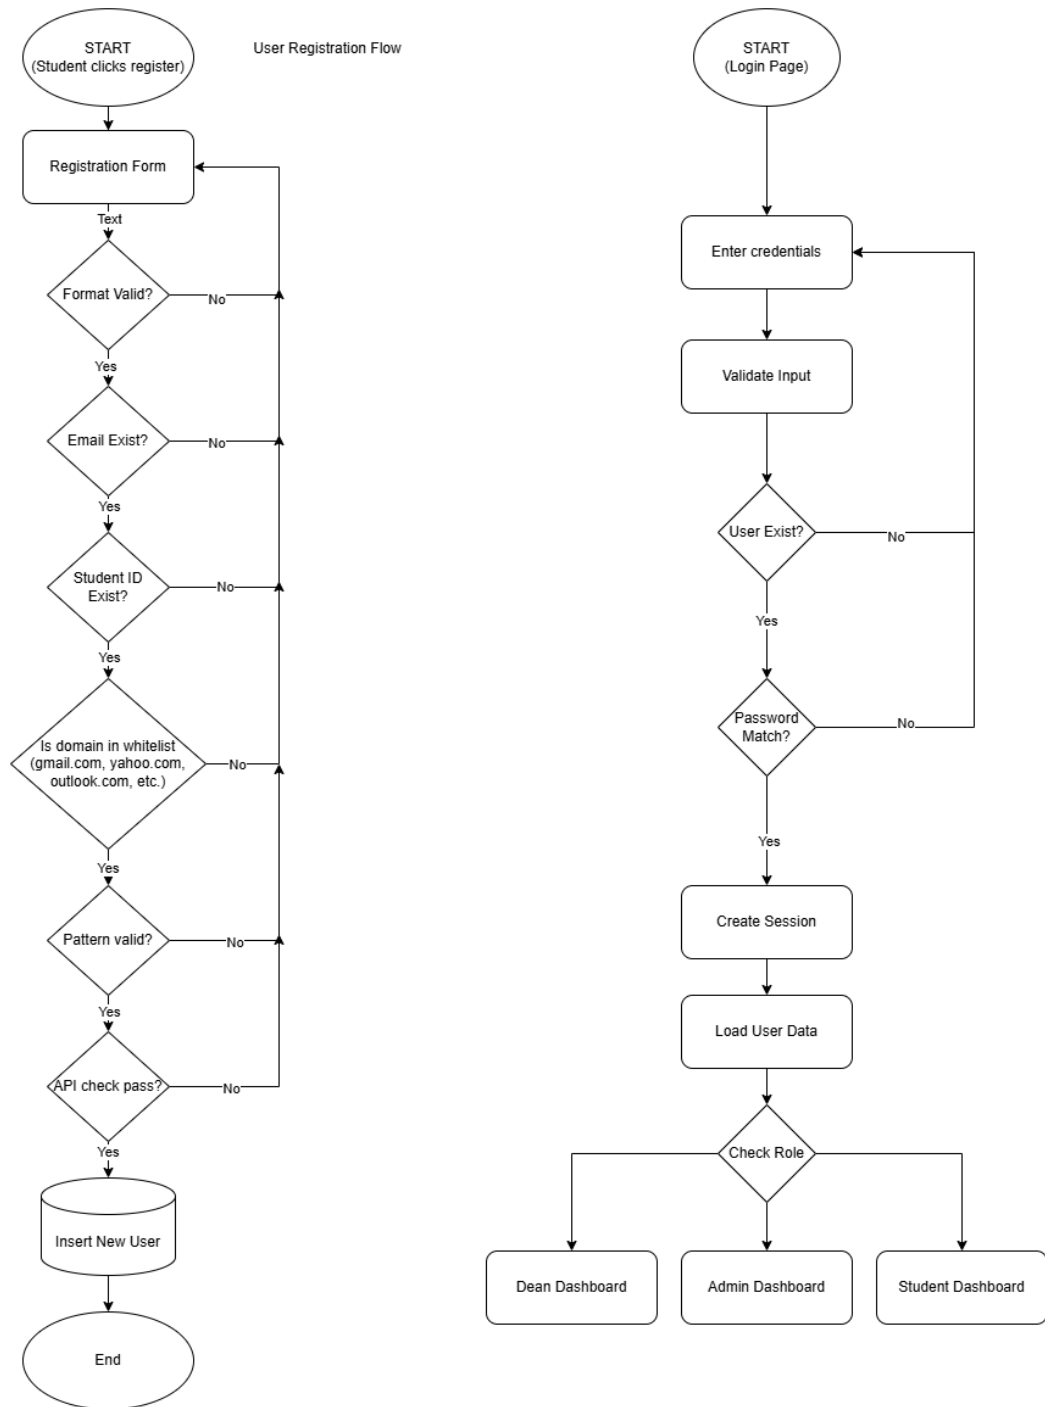 START
(Student clicks register)
User Registration Flow
Registration Form
Text
Format Valid?
No
Yes
Email Exist?
No
Yes
Student ID
Exist?
No
Yes
Is domain in whitelist
(gmail.com, yahoo.com,
outlook.com, etc.)
No
Yes
Pattern valid?
No
Yes
API check pass?
No
Yes
Insert New User
End
START
(Login Page)
Enter credentials
Validate Input
User Exist?
No
Yes
Password
Match?
No
Yes
Create Session
Load User Data
Check Role
Dean Dashboard
Admin Dashboard
Student Dashboard